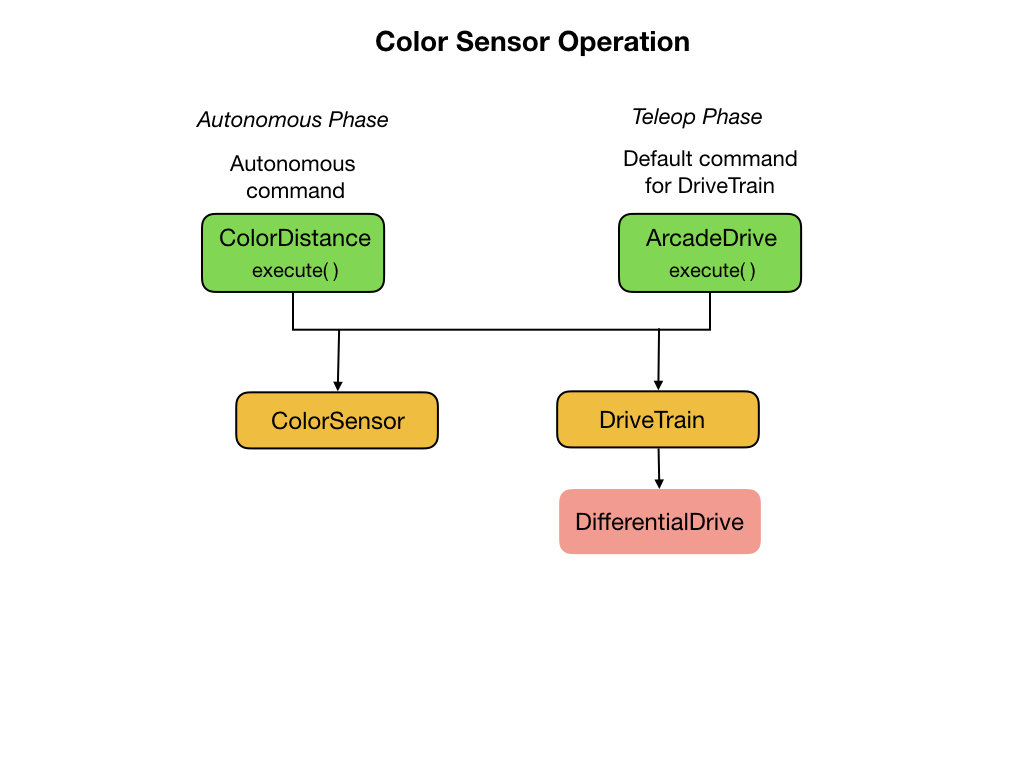 Color Sensor Operation
Autonomous Phase
Autonomous
command
ColorDistance
execute( )
Teleop Phase
Default command
for DriveTrain
ArcadeDrive
execute( )
ColorSensor
DriveTrain
DifferentialDrive